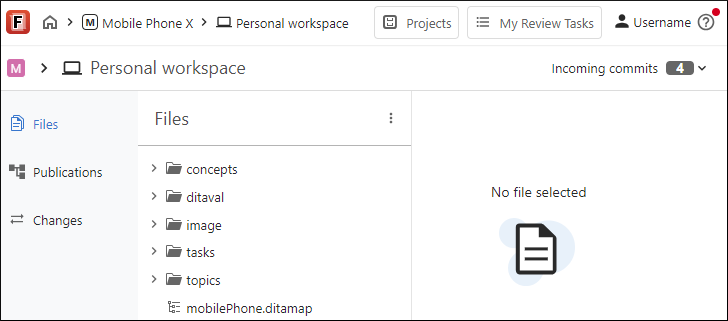 F M Mobile Phone X Personal workspace Projects My Review Tasks Username ?
M Personal workspace Incoming commits 4
Files
Publications
Changes
Files
concepts
ditaval
image
tasks
topics
mobilePhone.ditamap
No file selected